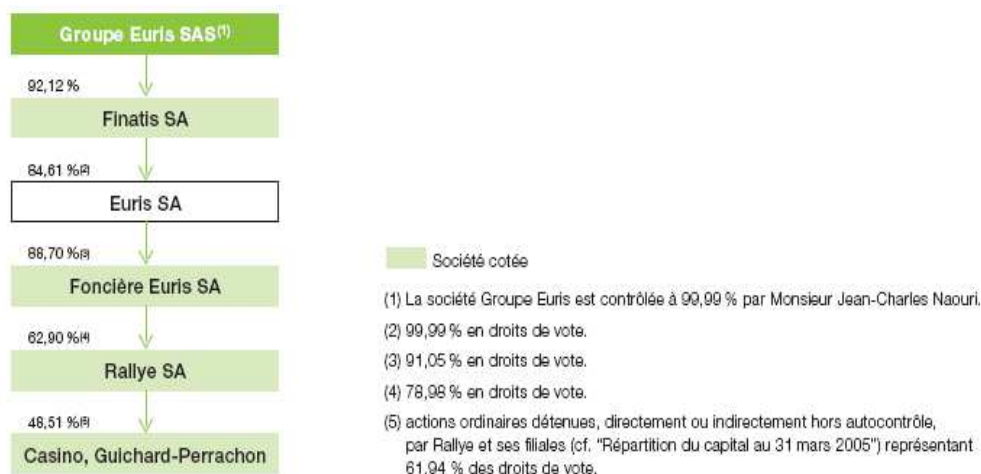 Groupe Euris SAS(1)
92,12 %
Finatis SA
84,61 %(2)
Euris SA
88,70 %(3)
Foncière Euris SA
62,90 %(4)
Rallye SA
48,51 %(5)
Casino, Guichard-Perrachon
Société cotée
(1) La société Groupe Euris est contrôlée à 99,99 % par Monsieur Jean-Charles Naouri.
(2) 99,99 % en droits de vote.
(3) 91,05 % en droits de vote.
(4) 78,98 % en droits de vote.
(5) actions ordinaires détenues, directement ou indirectement hors autocontrôle,
par Rallye et ses filiales (cf. "Répartition du capital au 31 mars 2005") représentant
61,94 % des droits de vote.